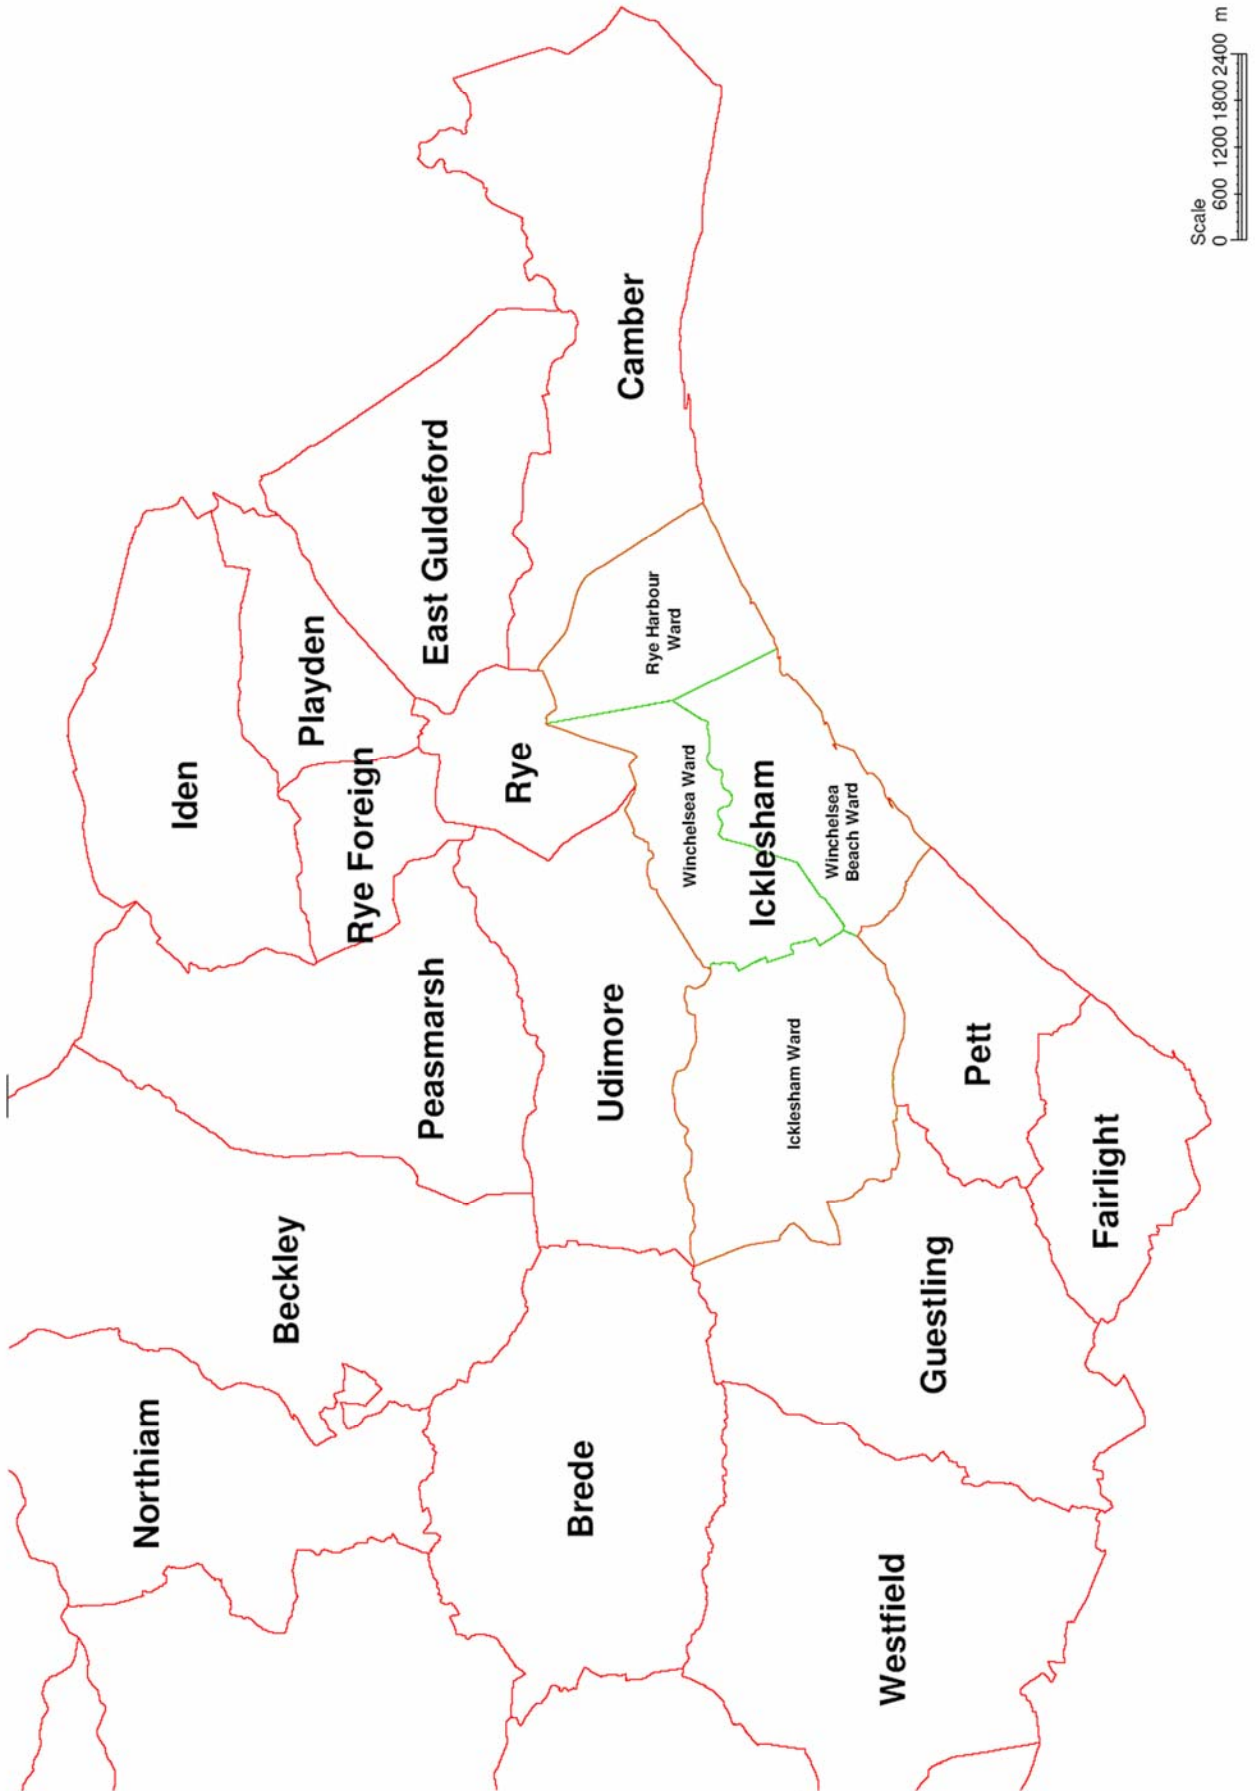 Iden
Playden
Rye Foreign
East Guldeford
Camber
Rye
Peasmarsh
Northiam
Beckley
Udimore
Rye Harbour
Ward
Winchelsea Ward
Icklesham
Winchelsea
Beach Ward
Icklesham Ward
Brede
Pett
Guestling
Fairlight
Westfield
Scale
0 600 1200 1800 2400 m